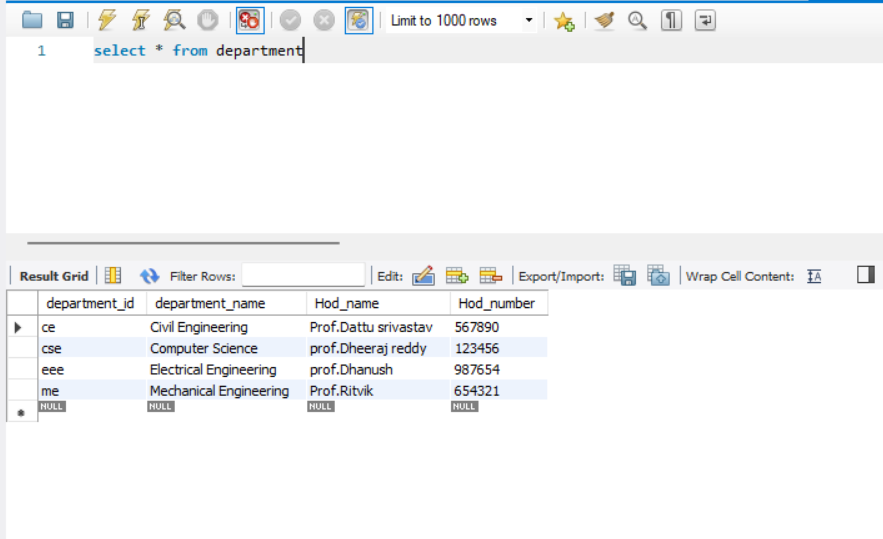 Limit to 1000 rows
1 select * from department
Result Grid Filter Rows: Edit: Export/Import: Wrap Cell Content: IA
department_id department_name Hod_name Hod_number
ce Civil Engineering Prof.Dattu srivastav 567890
cse Computer Science prof.Dheeraj reddy 123456
eee Electrical Engineering prof.Dhanush 987654
me Mechanical Engineering Prof.Ritvik 654321
NULL NULL NULL NULL